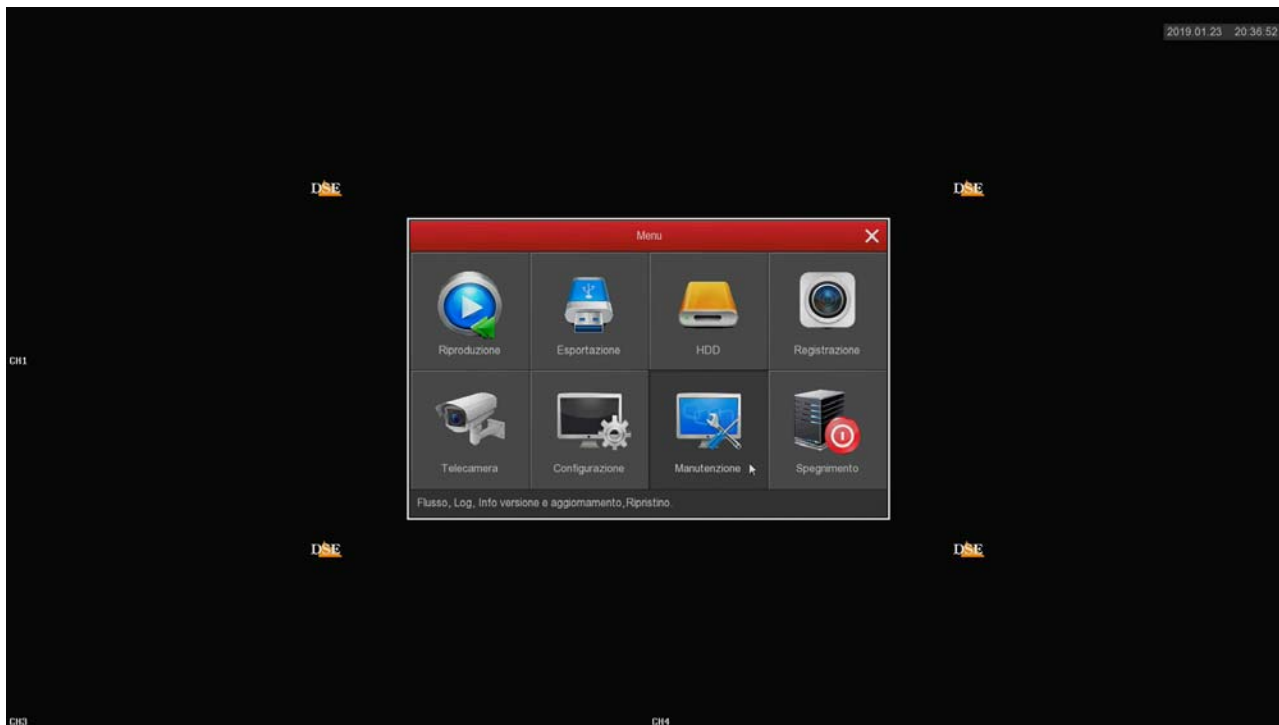 2019.01.23 20:36:52
DSE DSE
Menu
Riproduzione Esportazione HDD Registrazione
CH1
Telecamera Configurazione Manutenzione Spegnimento
Flusso, Log, Info versione e aggiornamento,Ripristino.
DSE DSE
CH3 CH4